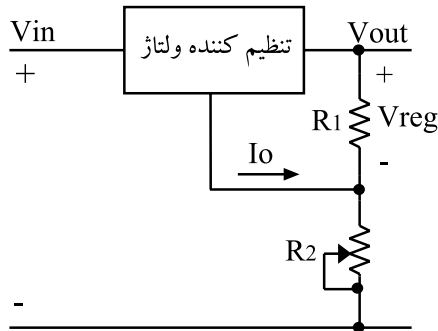 Vin
تنظیم کننده ولتاژ
Vout
+
+
R1
Vreg
-
Io
R2
-